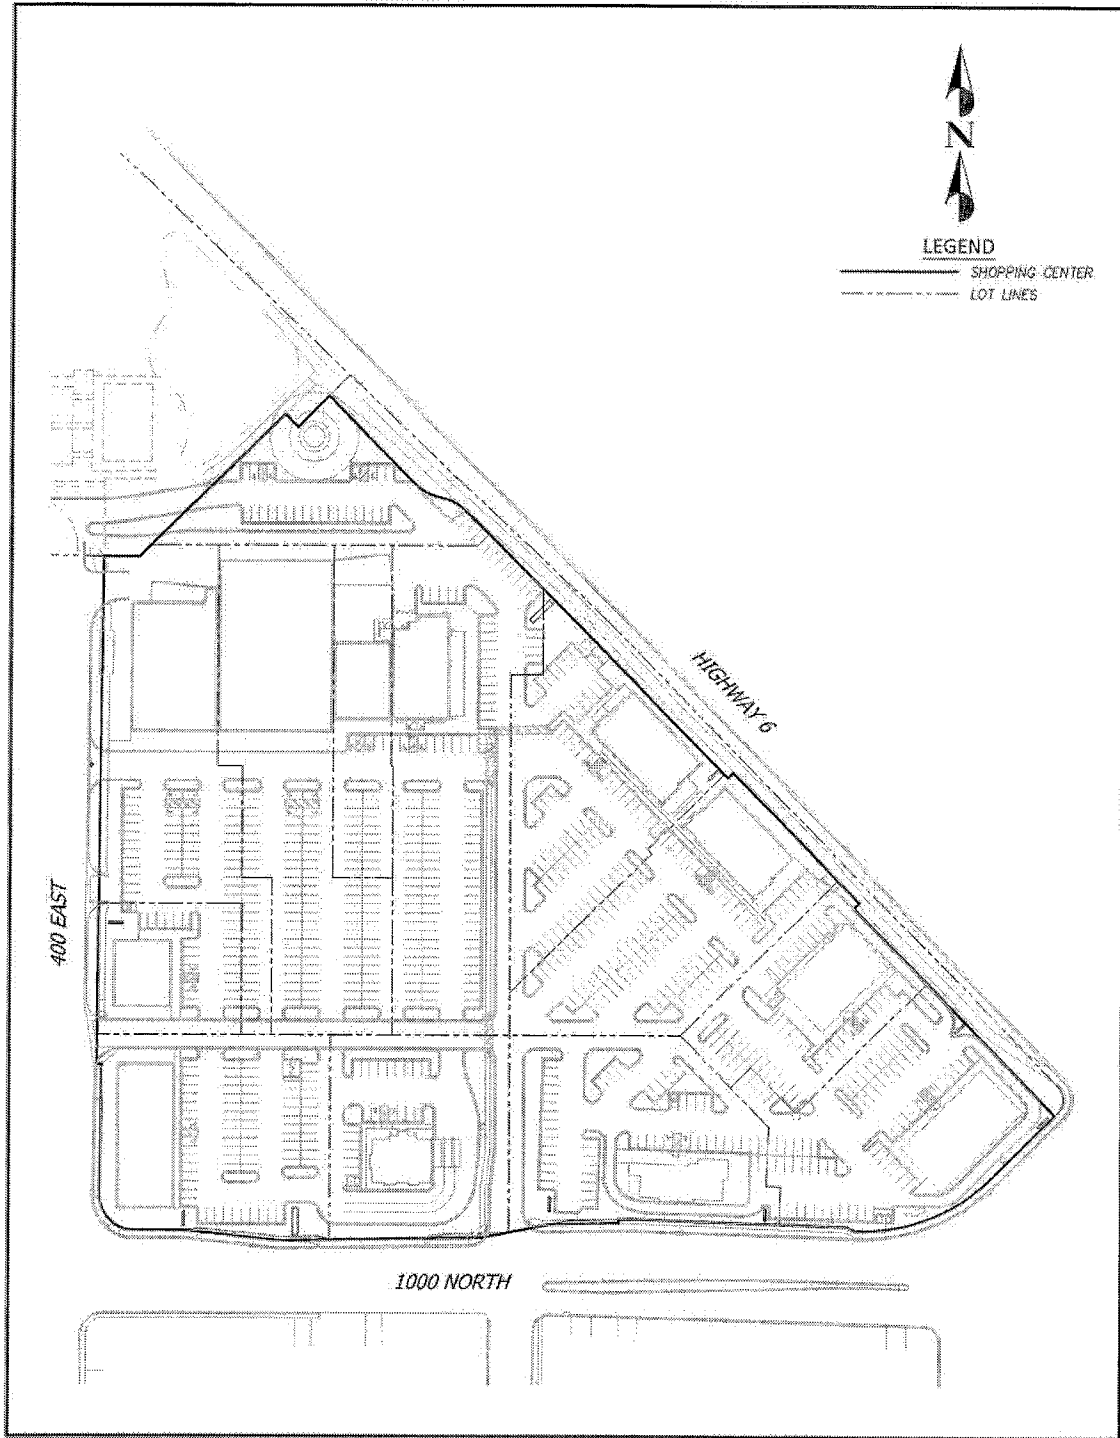 N
LEGEND
SHOPPING CENTER
LOT LINES
HIGHWAY 6
400 EAST
1000 NORTH